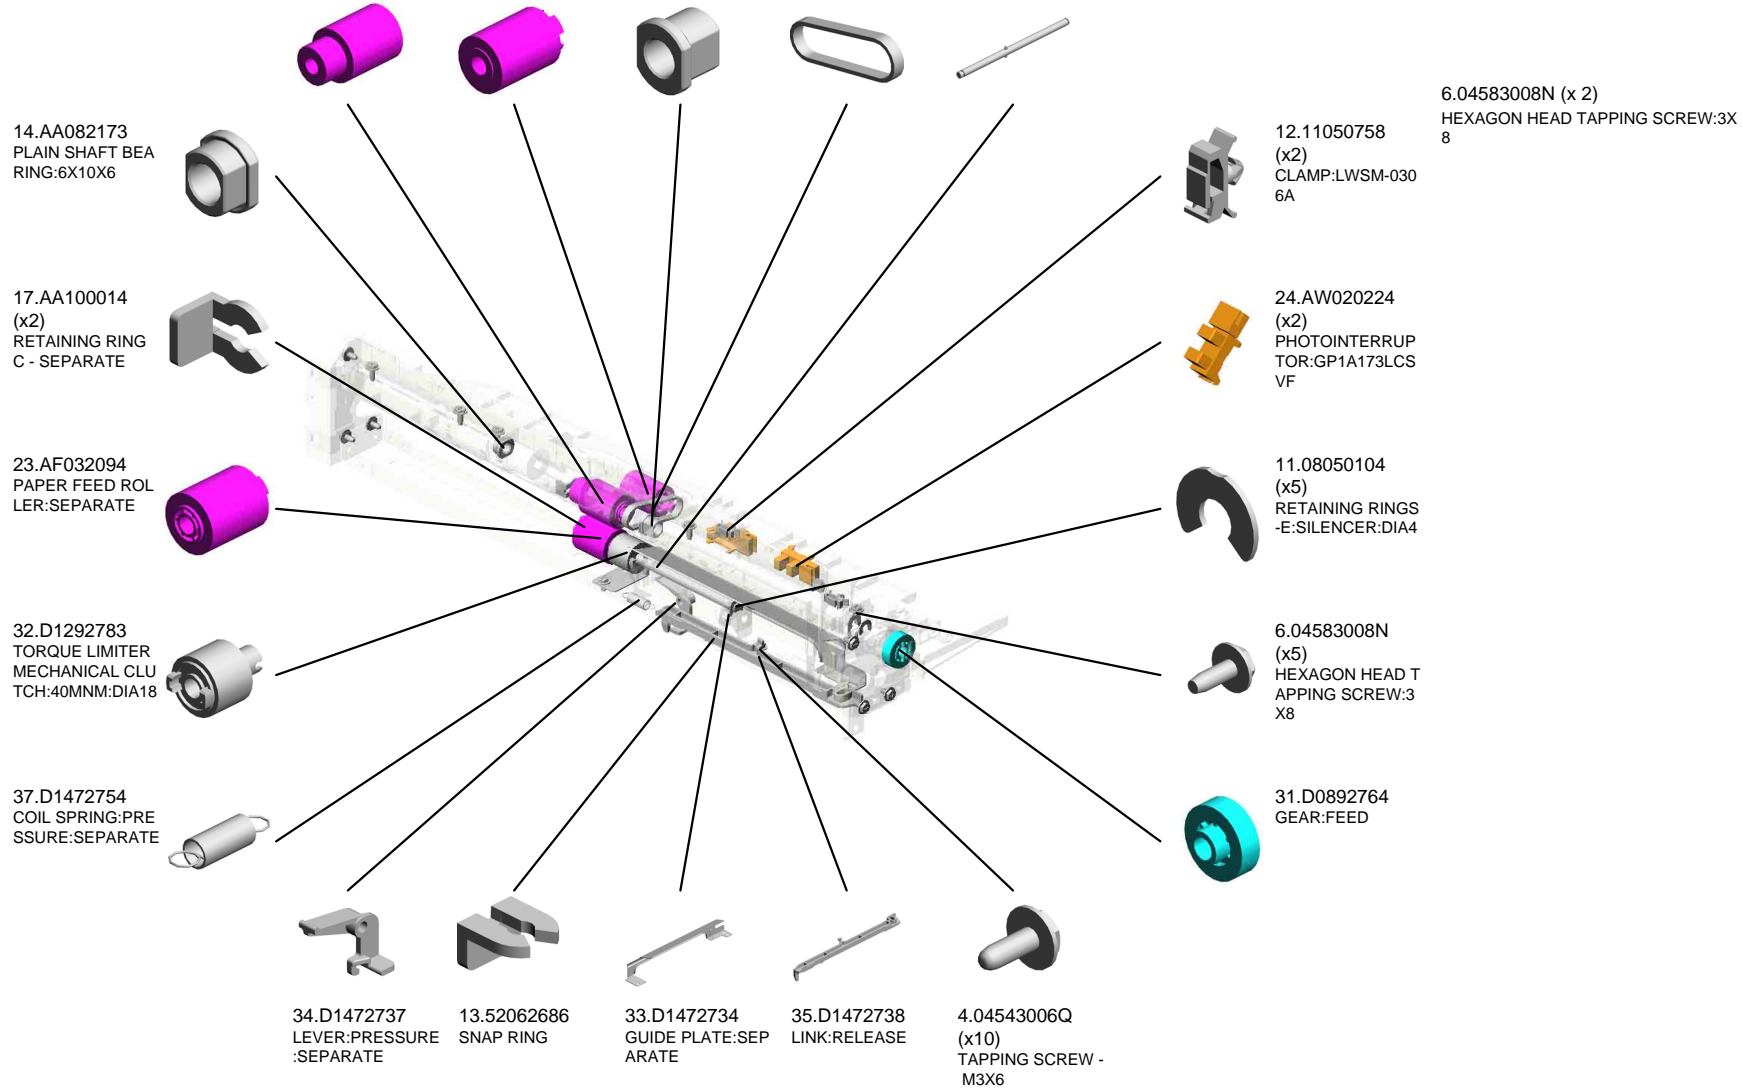 6.04583008N (x 2)
HEXAGON HEAD TAPPING SCREW:3X
8
14.AA082173
PLAIN SHAFT BEA
RING:6X10X6
12.11050758
(x2)
CLAMP:LWSM-030
6A
17.AA100014
(x2)
RETAINING RING
C - SEPARATE
24.AW020224
(x2)
PHOTOINTERRUP
TOR:GP1A173LCS
VF
23.AF032094
PAPER FEED ROL
LER:SEPARATE
11.08050104
(x5)
RETAINING RINGS
-E:SILENCER:DIA4
32.D1292783
TORQUE LIMITER
MECHANICAL CLU
TCH:40MNM:DIA18
6.04583008N
(x5)
HEXAGON HEAD T
APPING SCREW:3
X8
37.D1472754
COIL SPRING:PRE
SSURE:SEPARATE
31.D0892764
GEAR:FEED
34.D1472737
LEVER:PRESSURE
:SEPARATE
13.52062686
SNAP RING
33.D1472734
GUIDE PLATE:SEP
ARATE
35.D1472738
LINK:RELEASE
4.04543006Q
(x10)
TAPPING SCREW -
M3X6